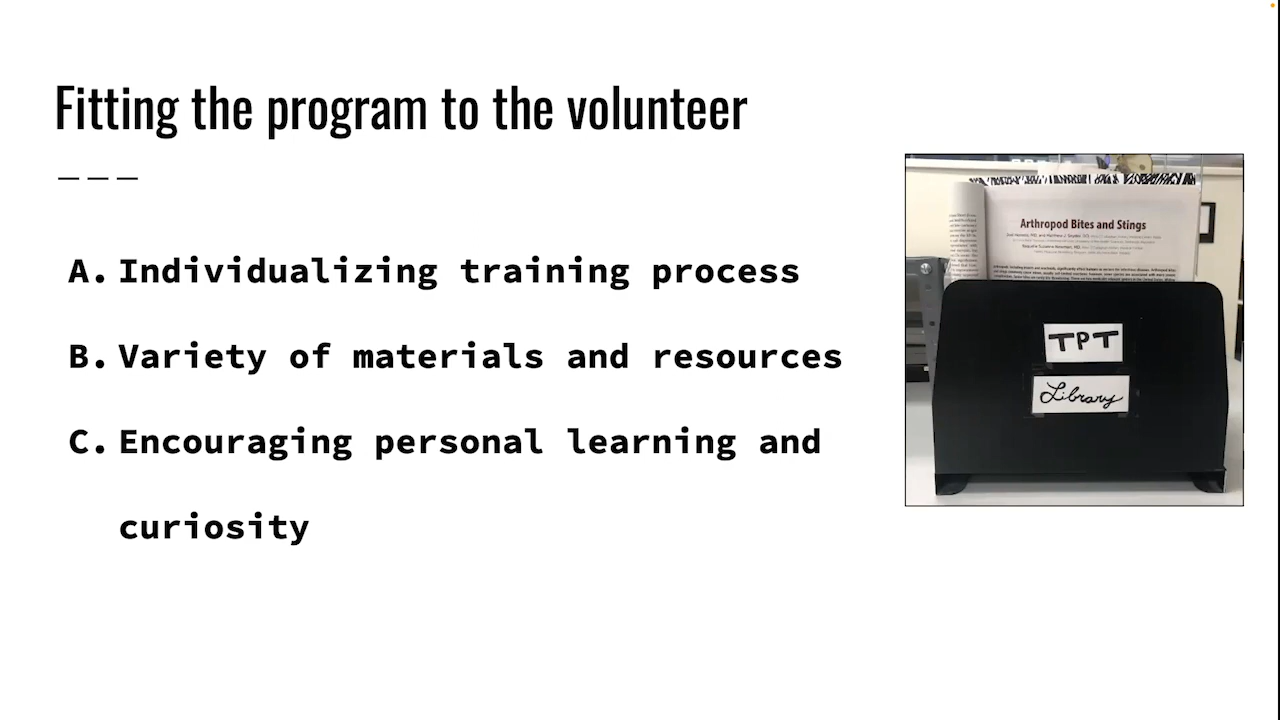 Fitting the program to the volunteer
A. Individualizing training process
B. Variety of materials and resources
C. Encouraging personal learning and
curiosity
Arthropod Bites and Stings
TPT
Library